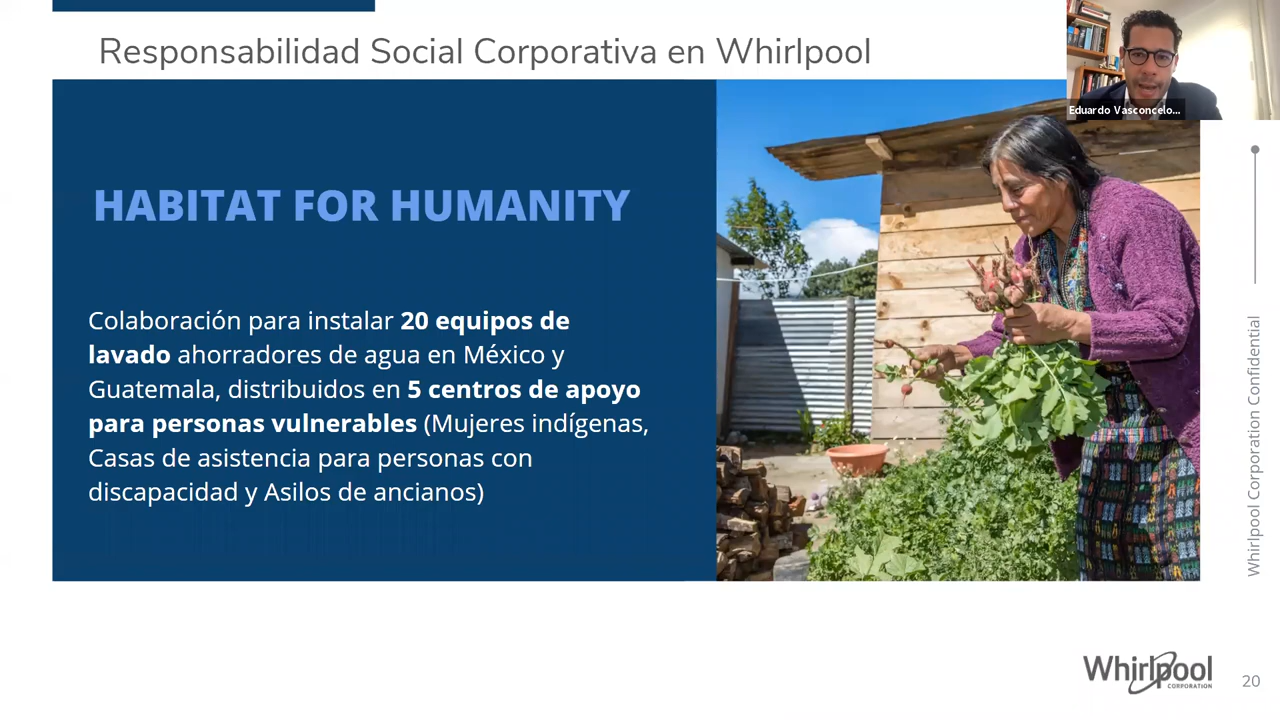 Responsabilidad Social Corporativa en Whirlpool
Eduardo Vasconcelo...
HABITAT FOR HUMANITY
Colaboración para instalar 20 equipos de
lavado ahorradores de agua en México y
Guatemala, distribuidos en 5 centros de apoyo
para personas vulnerables (Mujeres indígenas,
Casas de asistencia para personas con
discapacidad y Asilos de ancianos)
Whirlpool Corporation Confidential
Whirlpool
CORPORATION
20